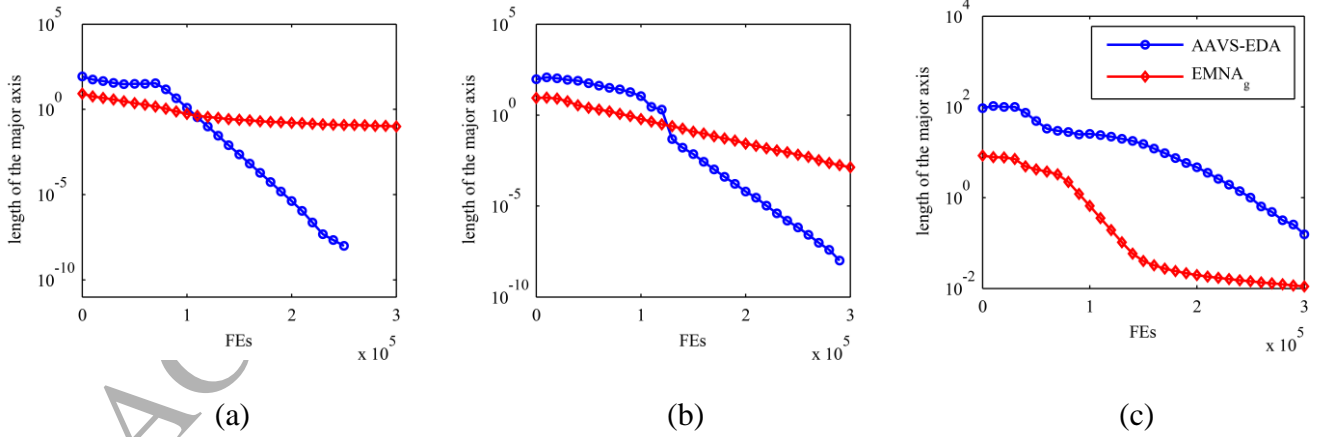 10^5
10^0
10^-5
10^-10
length of the major axis
0
1
2
3
FEs
x 10^5
(a)
10^5
10^0
10^-5
10^-10
length of the major axis
0
1
2
3
FEs
x 10^5
(b)
10^4
10^2
10^0
10^-2
length of the major axis
AAVS-EDA
EMNA_g
0
1
2
3
FEs
x 10^5
(c)
AC